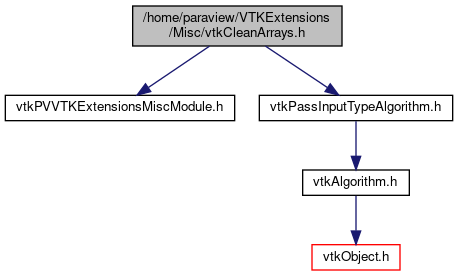 /home/paraview/VTKExtensions
/Misc/vtkCleanArrays.h
vtkPVVTKExtensionsMiscModule.h
vtkPassInputTypeAlgorithm.h
vtkAlgorithm.h
vtkObject.h